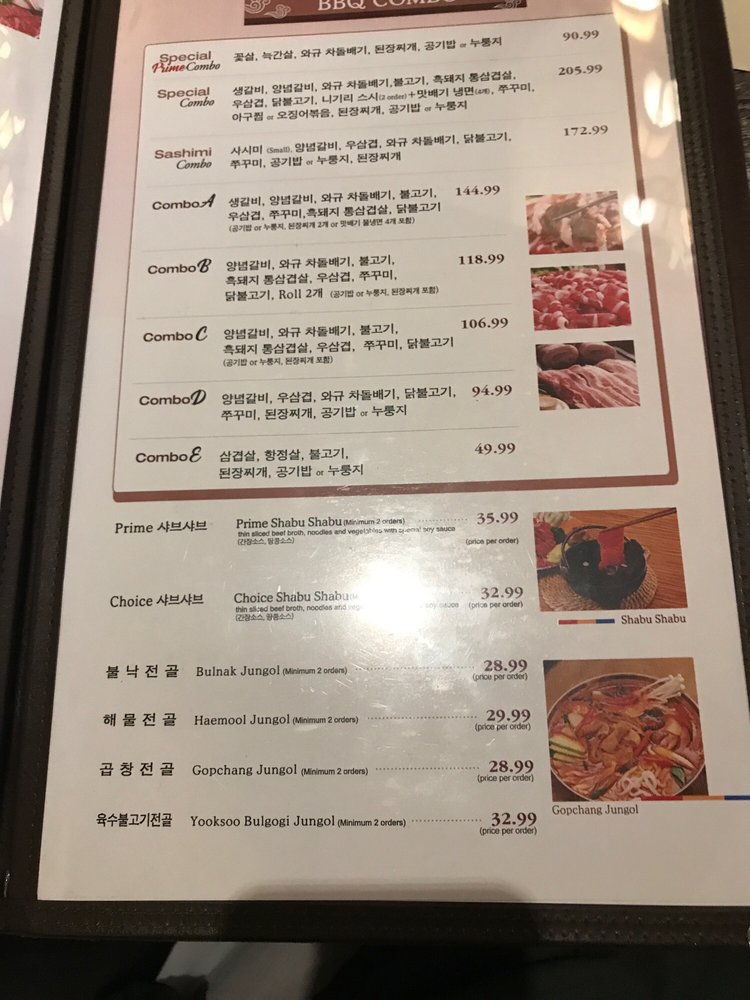 BBQ COMBO
Special Prime Combo 꽃살, 늑간살, 와규 차돌배기, 된장찌개, 공기밥 or 누룽지 90.99
Special Combo 생갈비, 양념갈비, 와규 차돌배기,불고기, 흑돼지 통삼겹살, 205.99
우삼겹, 닭불고기, 니기리 스시(2 order)+맛배기 냉면(4개), 쭈꾸미,
아구찜 or 오징어볶음, 된장찌개, 공기밥 or 누룽지
Sashimi Combo 사시미 (Small), 양념갈비, 우삼겹, 와규 차돌배기, 닭불고기, 172.99
쭈꾸미, 공기밥 or 누룽지, 된장찌개
Combo A 생갈비, 양념갈비, 와규 차돌배기, 불고기, 144.99
우삼겹, 쭈꾸미,흑돼지 통삼겹살, 닭불고기
(공기밥 or 누룽지, 된장찌개 2개 or 맛배기 물냉면 4개 포함)
Combo B 양념갈비, 와규 차돌배기, 불고기, 118.99
흑돼지 통삼겹살, 우삼겹, 쭈꾸미,
닭불고기, Roll 2개 (공기밥 or 누룽지, 된장찌개 포함)
Combo C 양념갈비, 와규 차돌배기, 불고기, 106.99
흑돼지 통삼겹살, 우삼겹, 쭈꾸미, 닭불고기
(공기밥 or 누룽지, 된장찌개 포함)
Combo D 양념갈비, 우삼겹, 와규 차돌배기, 닭불고기, 94.99
쭈꾸미, 된장찌개, 공기밥 or 누룽지
Combo E 삼겹살, 항정살, 불고기, 49.99
된장찌개, 공기밥 or 누룽지
Prime 샤브샤브 Prime Shabu Shabu (Minimum 2 orders) 35.99
thin sliced beef broth, noodles and vegetables with special soy sauce
(간장소스, 땅콩소스) (price per order)
Choice 샤브샤브 Choice Shabu Shabu 32.99
thin sliced beef broth, noodles and soy sauce (price per order)
(간장소스, 땅콩소스)
Shabu Shabu
불낙전골 Bulnak Jungol (Minimum 2 orders) 28.99
(price per order)
해물전골 Haemool Jungol (Minimum 2 orders) 29.99
(price per order)
곱창전골 Gopchang Jungol (Minimum 2 orders) 28.99
(price per order)
Gopchang Jungol
육수불고기전골 Yooksoo Bulgogi Jungol (Minimum 2 orders) 32.99
(price per order)